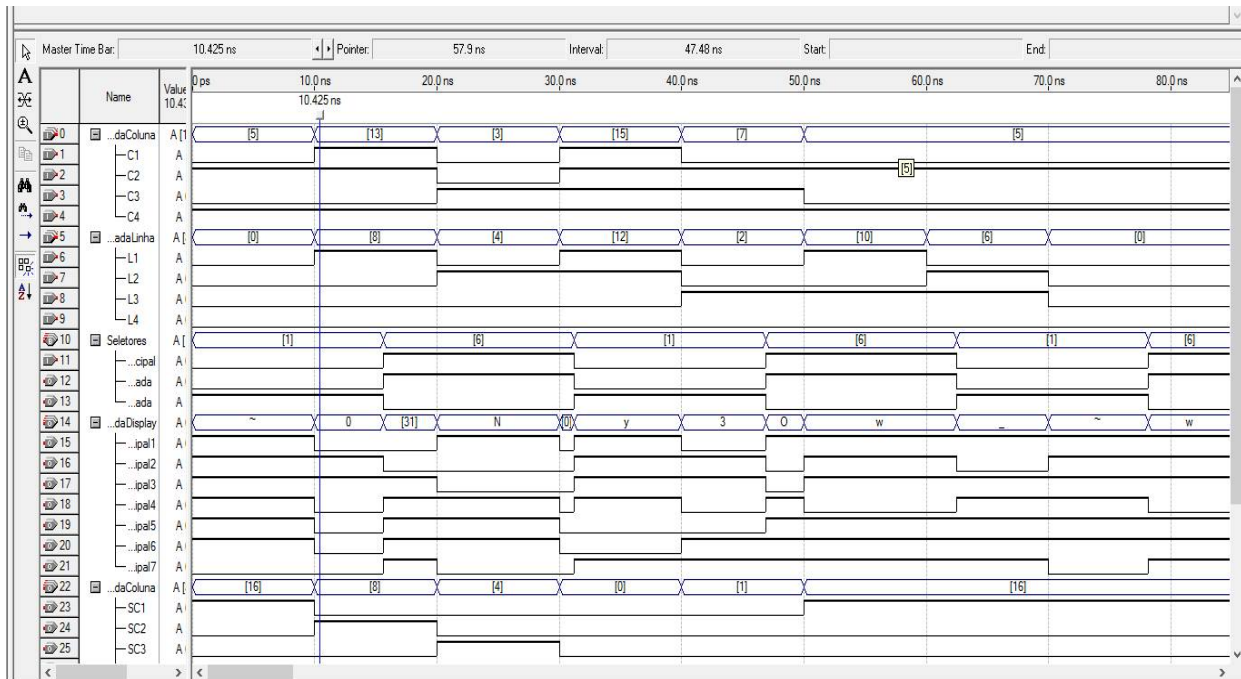 Master Time Bar: 10.425 ns Pointer: 57.9 ns Interval: 47.48 ns Start: End:
Name Value 10.4 0 ps 10.0 ns 20.0 ns 30.0 ns 40.0 ns 50.0 ns 60.0 ns 70.0 ns 80.0 ns
10.425 ns
0 ...daColuna A [1 [5] [13] [3] [15] [7] [5]
1 C1 A
2 C2 A [5]
3 C3 A
4 C4 A
5 ...adaLinha A [ [0] [8] [4] [12] [2] [10] [6] [0]
6 L1 A
7 L2 A
8 L3 A
9 L4 A
10 Seletores A [ [1] [6] [1] [6] [1] [6]
11 ...cipal A
12 ...ada A
13 ...ada A
14 ...daDisplay A ~ 0 [31] N [0] y 3 O w _ ~ w
15 ...ipal1 A
16 ...ipal2 A
17 ...ipal3 A
18 ...ipal4 A
19 ...ipal5 A
20 ...ipal6 A
21 ...ipal7 A
22 ...daColuna A [ [16] [8] [4] [0] [1] [16]
23 SC1 A
24 SC2 A
25 SC3 A